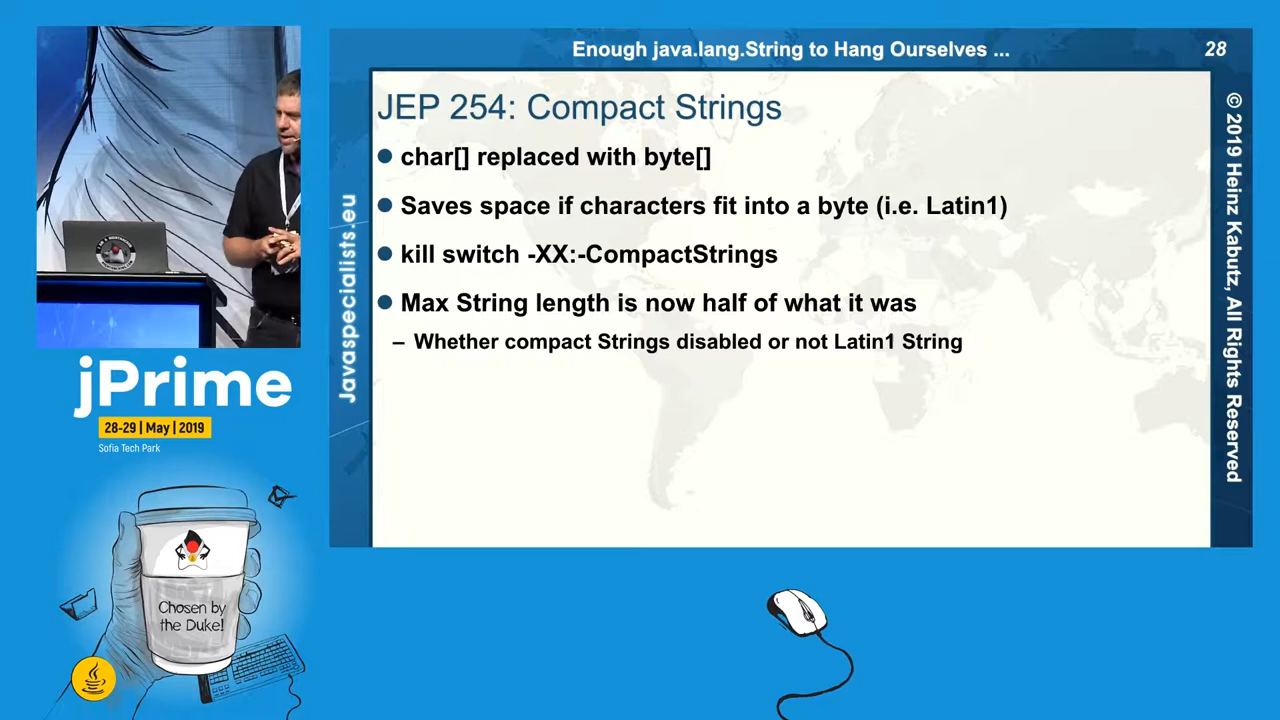 Enough java.lang.String to Hang Ourselves ...
28
JEP 254: Compact Strings
char[] replaced with byte[]
Saves space if characters fit into a byte (i.e. Latin1)
kill switch -XX:-CompactStrings
Max String length is now half of what it was
– Whether compact Strings disabled or not Latin1 String
Javaspecialists.eu
© 2019 Heinz Kabutz, All Rights Reserved
jPrime
28-29 | May | 2019
Sofia Tech Park
Chosen by
the Duke!